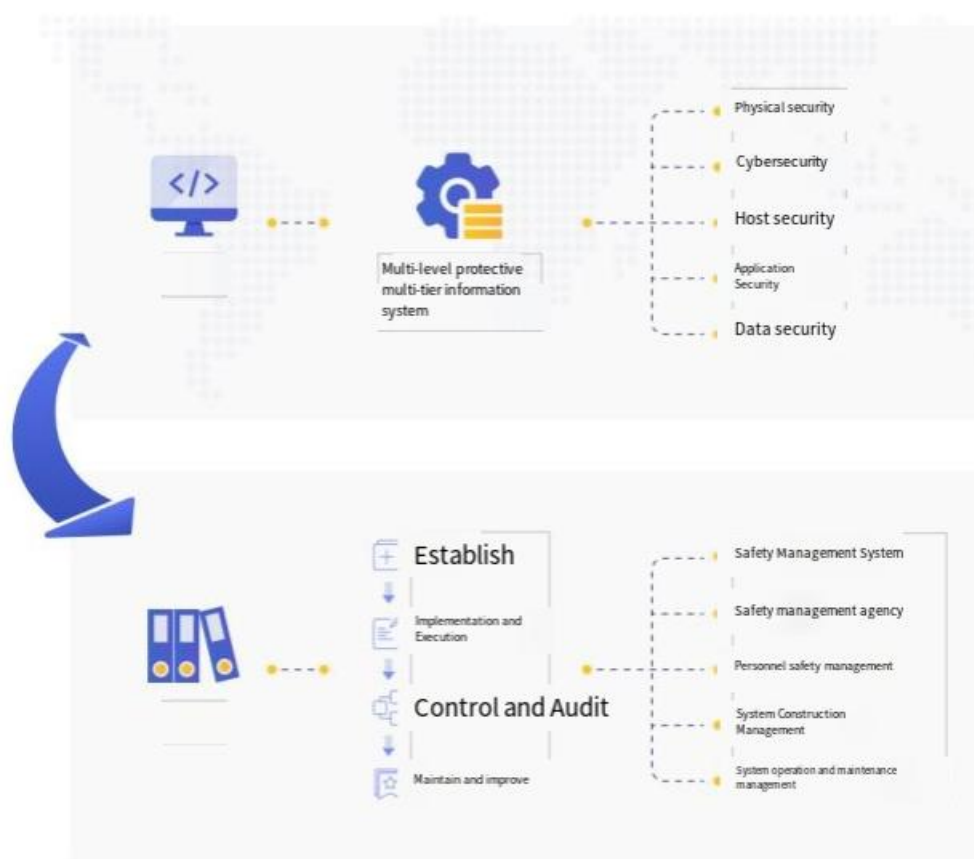 Physical security
Cybersecurity
Host security
Application
Security
Data security
Multi-level protective
multi-tier information
system
Establish
Implementation and
Execution
Control and Audit
Maintain and improve
Safety Management System
Safety management agency
Personnel safety management
System Construction
Management
System operation and maintenance
management